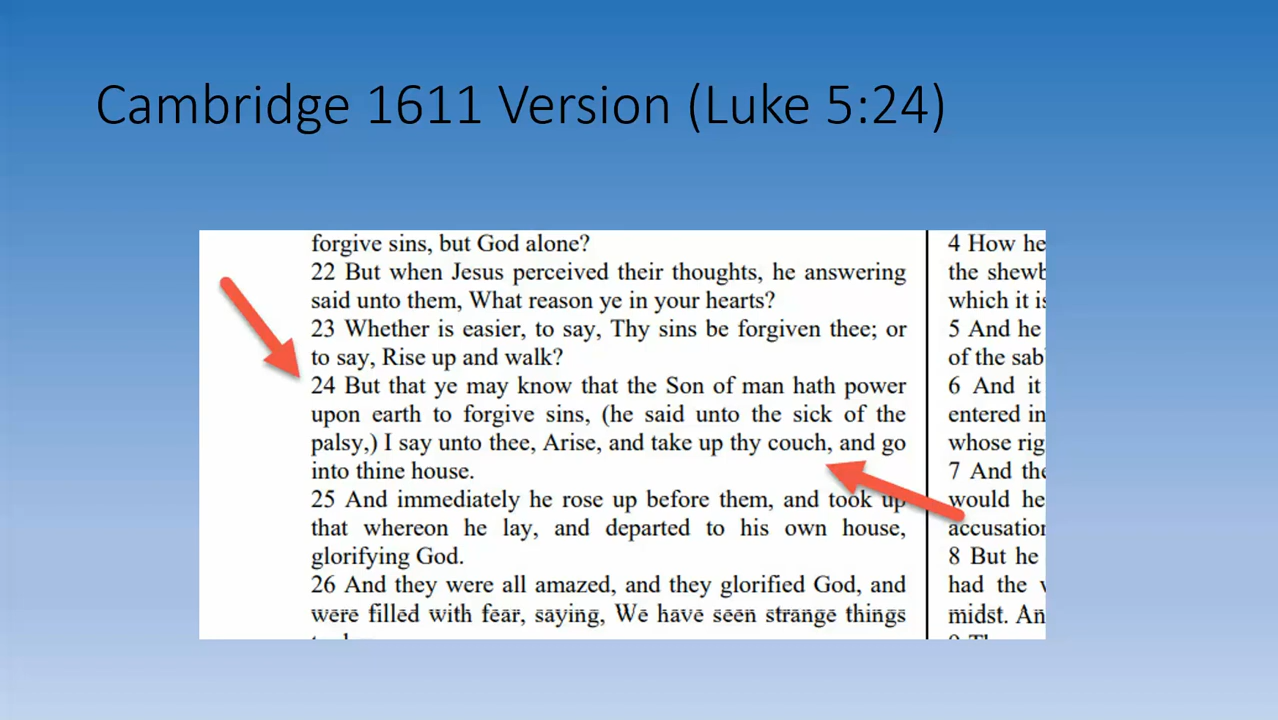 Cambridge 1611 Version (Luke 5:24)
forgive sins, but God alone?
22 But when Jesus perceived their thoughts, he answering
said unto them, What reason ye in your hearts?
23 Whether is easier, to say, Thy sins be forgiven thee; or
to say, Rise up and walk?
24 But that ye may know that the Son of man hath power
upon earth to forgive sins, (he said unto the sick of the
palsy,) I say unto thee, Arise, and take up thy couch, and go
into thine house.
25 And immediately he rose up before them, and took up
that whereon he lay, and departed to his own house,
glorifying God.
26 And they were all amazed, and they glorified God, and
were filled with fear, saying, We have seen strange things
4 How he
the shewb
which it is
5 And he
of the sab
6 And it
entered in
whose rig
7 And the
would he
accusation
8 But he
had the
midst. An